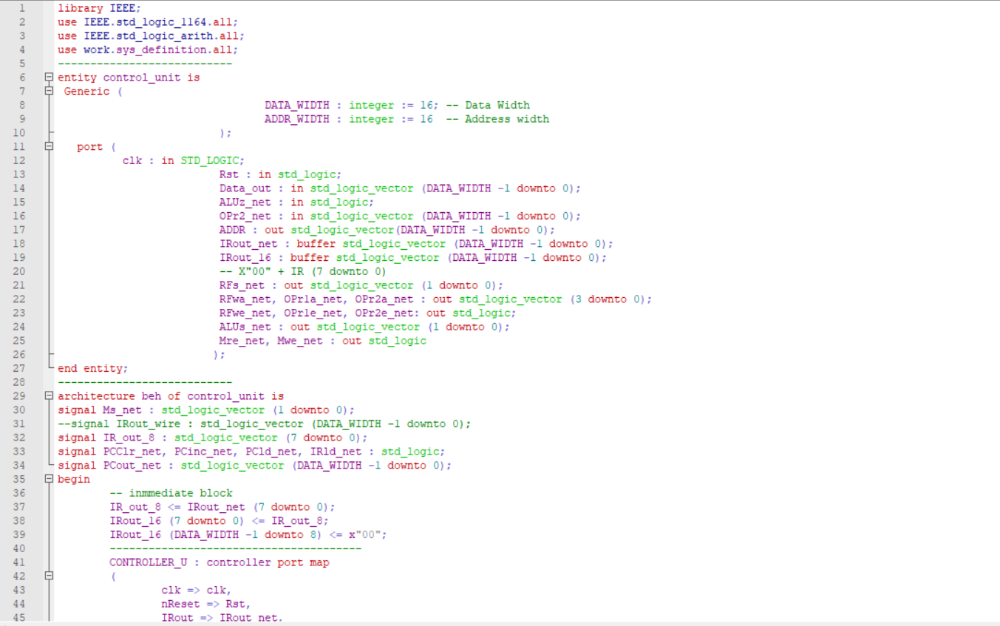 1 library IEEE;
2 use IEEE.std_logic_1164.all;
3 use IEEE.std_logic_arith.all;
4 use work.sys_definition.all;
5 ---------------------------
6 entity control_unit is
7 Generic (
8 DATA_WIDTH : integer := 16; -- Data Width
9 ADDR_WIDTH : integer := 16 -- Address width
10 );
11 port (
12 clk : in STD_LOGIC;
13 Rst : in std_logic;
14 Data_out : in std_logic_vector (DATA_WIDTH -1 downto 0);
15 ALUz_net : in std_logic;
16 OPr2_net : in std_logic_vector (DATA_WIDTH -1 downto 0);
17 ADDR : out std_logic_vector(DATA_WIDTH -1 downto 0);
18 IRout_net : buffer std_logic_vector (DATA_WIDTH -1 downto 0);
19 IRout_16 : buffer std_logic_vector (DATA_WIDTH -1 downto 0);
20 -- X"00" + IR (7 downto 0)
21 RFs_net : out std_logic_vector (1 downto 0);
22 RFwa_net, OPr1a_net, OPr2a_net : out std_logic_vector (3 downto 0);
23 RFwe_net, OPr1e_net, OPr2e_net: out std_logic;
24 ALUs_net : out std_logic_vector (1 downto 0);
25 Mre_net, Mwe_net : out std_logic
26 );
27 end entity;
28 ---------------------------
29 architecture beh of control_unit is
30 signal Ms_net : std_logic_vector (1 downto 0);
31 --signal IRout_wire : std_logic_vector (DATA_WIDTH -1 downto 0);
32 signal IR_out_8 : std_logic_vector (7 downto 0);
33 signal PCClr_net, PCinc_net, PCld_net, IRld_net : std_logic;
34 signal PCout_net : std_logic_vector (DATA_WIDTH -1 downto 0);
35 begin
36 -- inmmediate block
37 IR_out_8 <= IRout_net (7 downto 0);
38 IRout_16 (7 downto 0) <= IR_out_8;
39 IRout_16 (DATA_WIDTH -1 downto 8) <= x"00";
40 ---------------------------------------
41 CONTROLLER_U : controller port map
42 (
43 clk => clk,
44 nReset => Rst,
45 IRout => IRout_net,